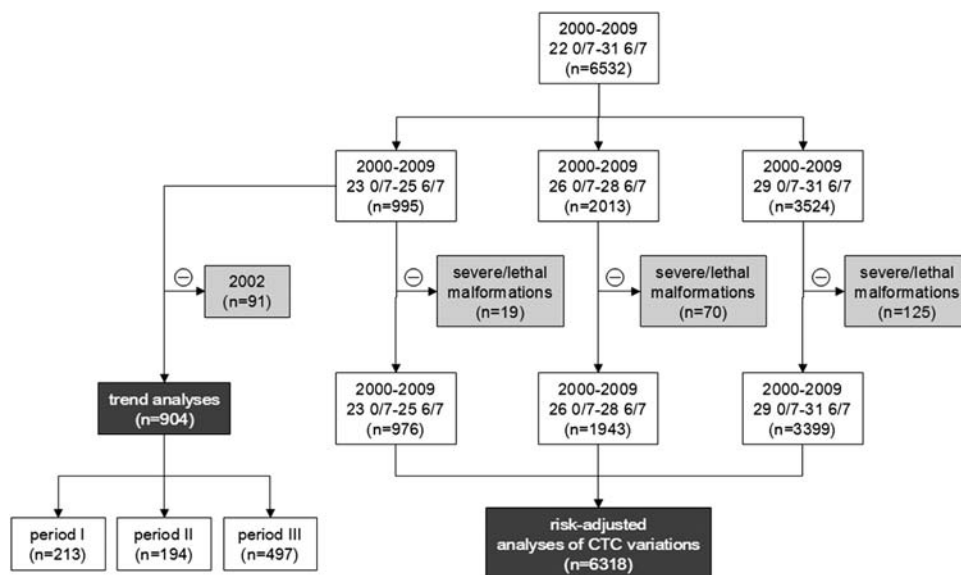 2000-2009
22 0/7-31 6/7
(n=6532)
2000-2009
23 0/7-25 6/7
(n=995)
2000-2009
26 0/7-28 6/7
(n=2013)
2000-2009
29 0/7-31 6/7
(n=3524)
2002
(n=91)
severe/lethal
malformations
(n=19)
severe/lethal
malformations
(n=70)
severe/lethal
malformations
(n=125)
trend analyses
(n=904)
2000-2009
23 0/7-25 6/7
(n=976)
2000-2009
26 0/7-28 6/7
(n=1943)
2000-2009
29 0/7-31 6/7
(n=3399)
period I
(n=213)
period II
(n=194)
period III
(n=497)
risk-adjusted
analyses of CTC variations
(n=6318)